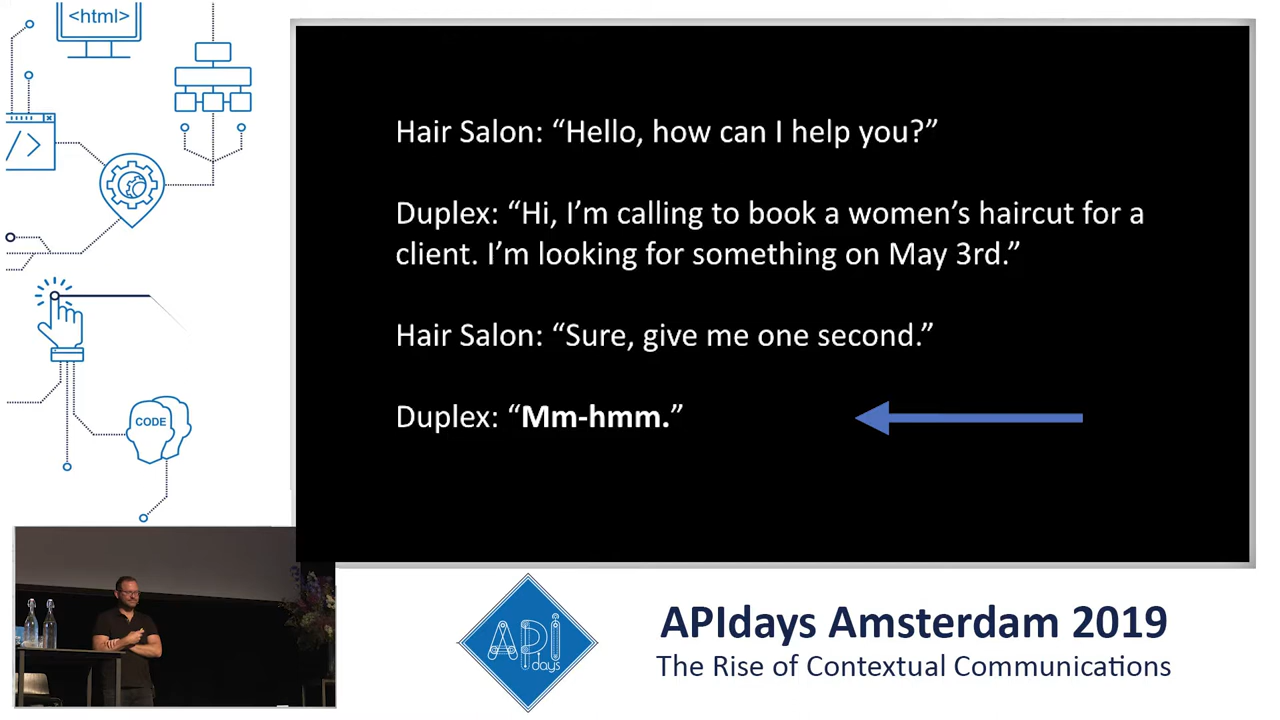 <html>
</>
CODE
Hair Salon: “Hello, how can I help you?”
Duplex: “Hi, I’m calling to book a women’s haircut for a
client. I’m looking for something on May 3rd.”
Hair Salon: “Sure, give me one second.”
Duplex: “Mm-hmm.”
API
days
APIdays Amsterdam 2019
The Rise of Contextual Communications